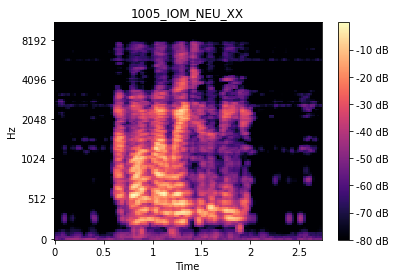 1005_IOM_NEU_XX
8192
4096
2048
1024
512
0
Hz
0
0.5
1
1.5
2
2.5
Time
-10 dB
-20 dB
-30 dB
-40 dB
-50 dB
-60 dB
-70 dB
-80 dB